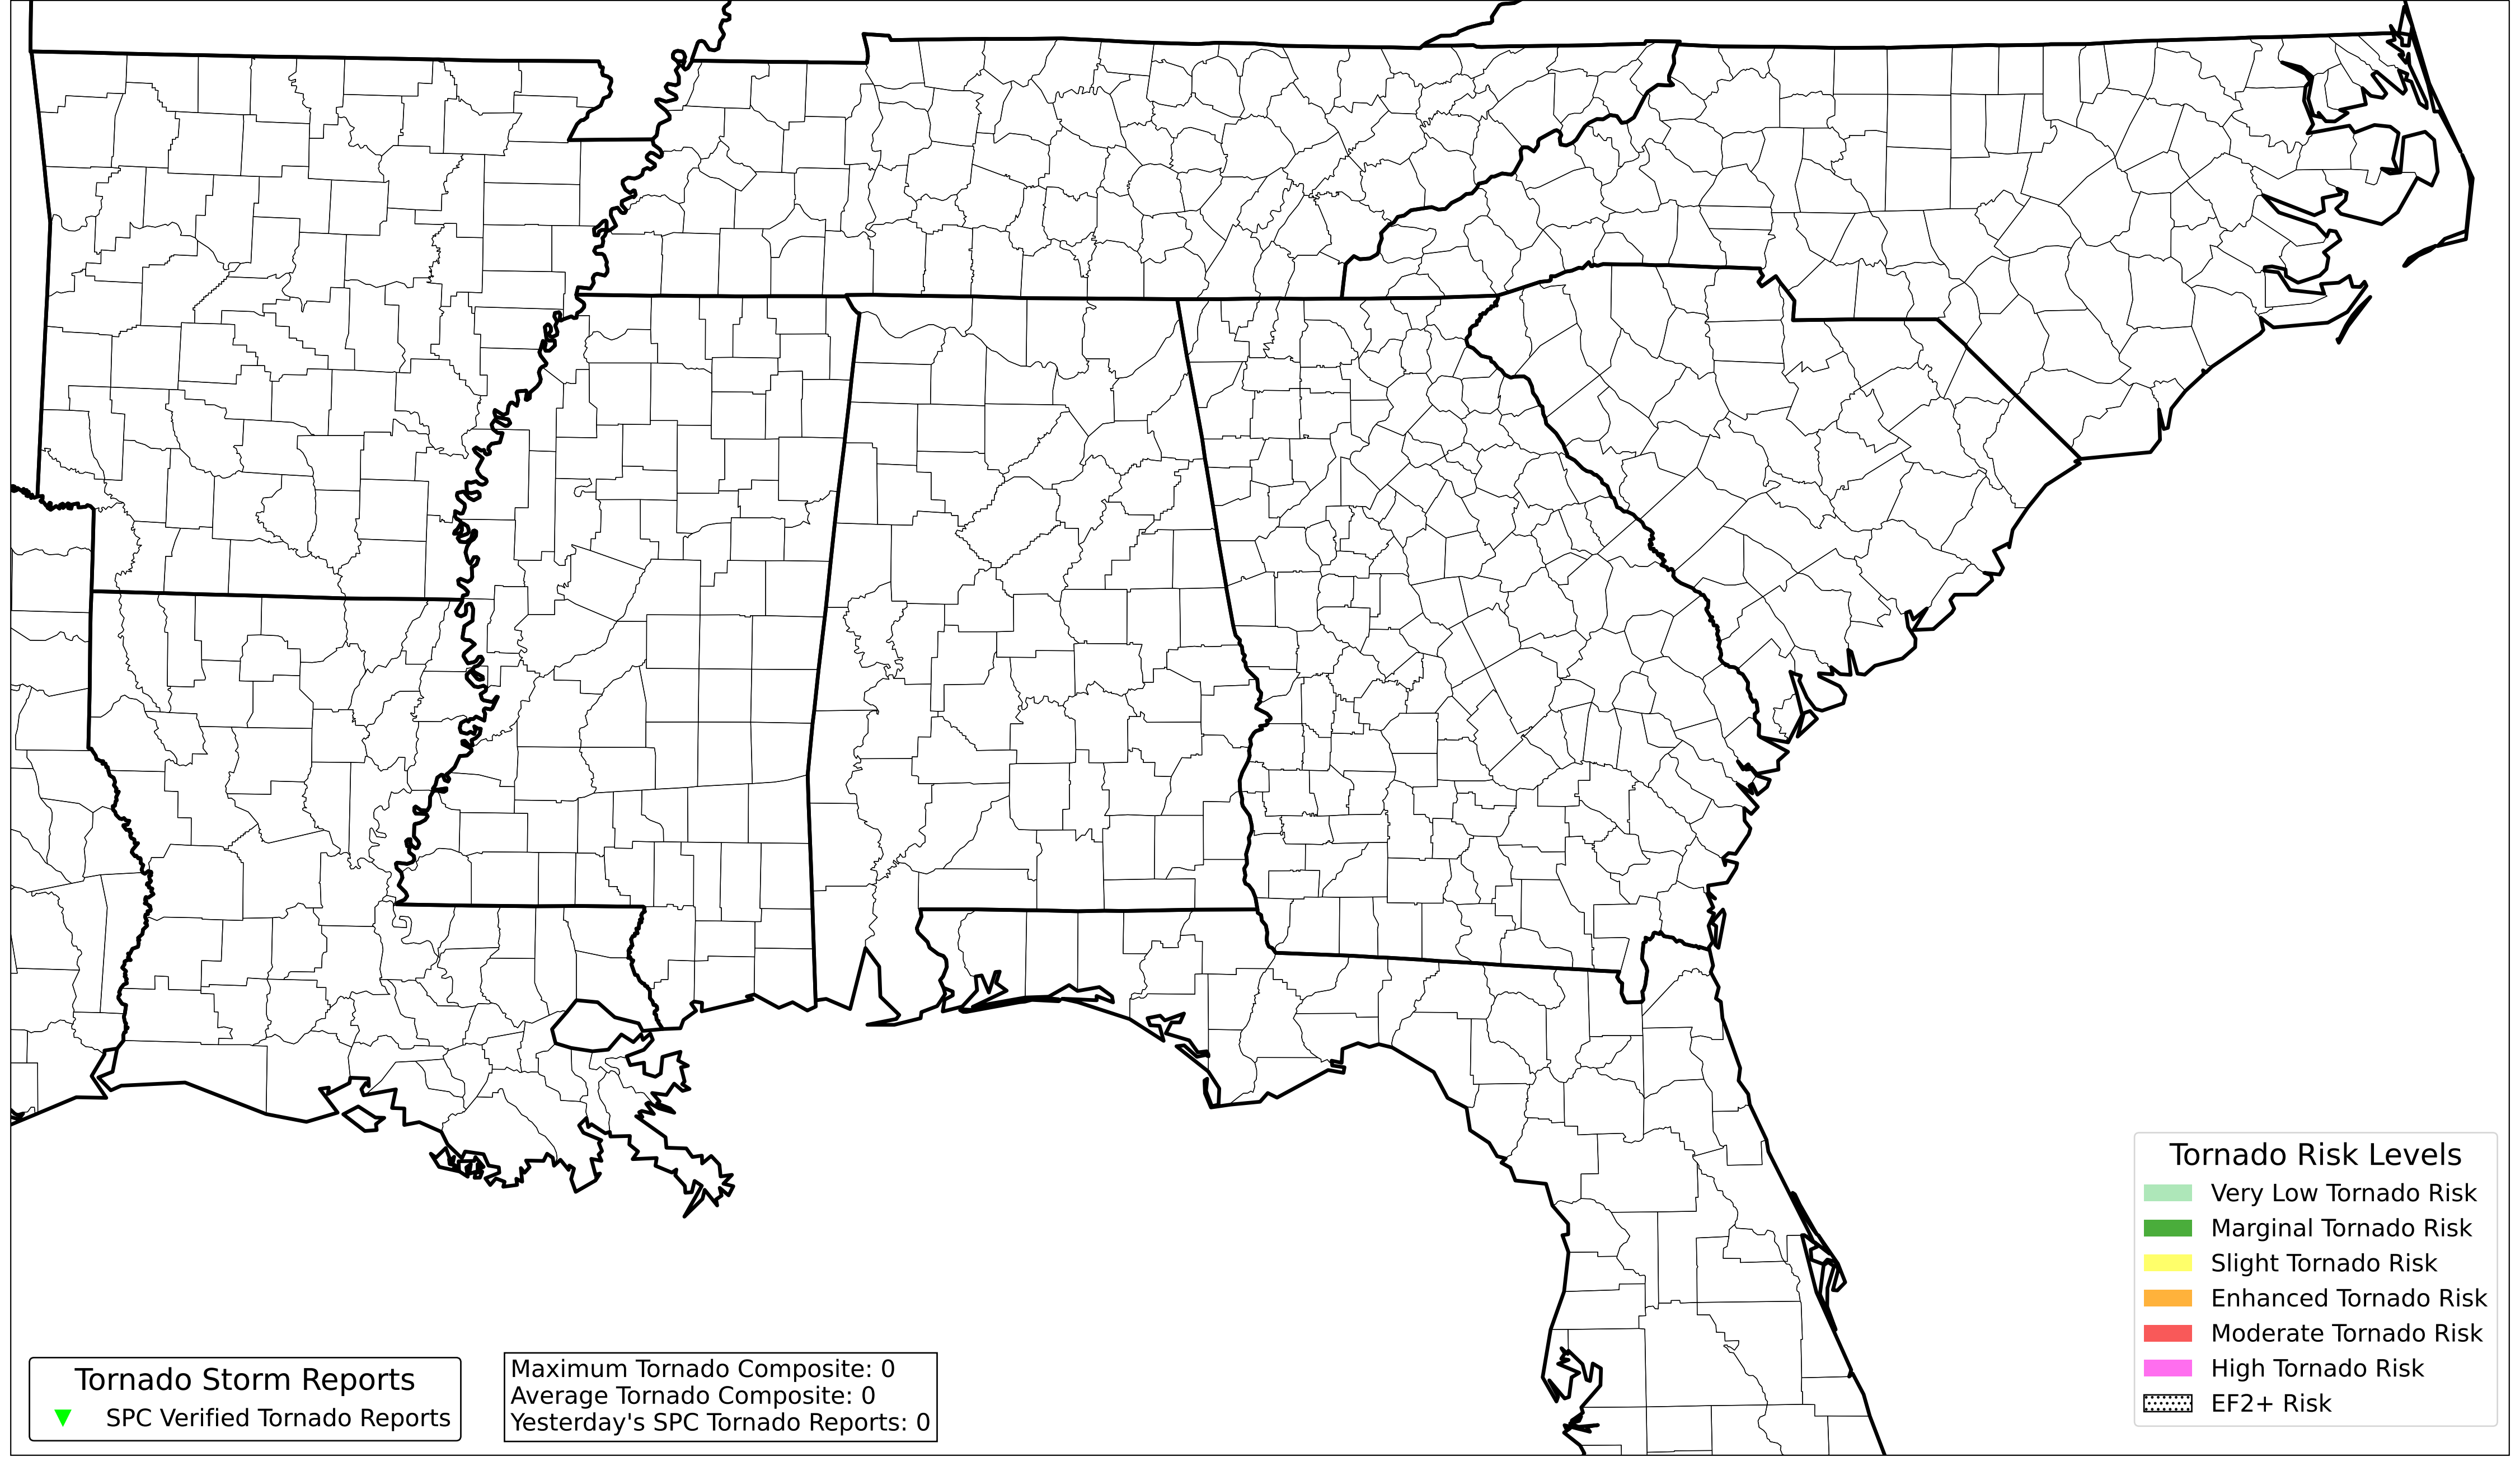 Tornado Risk Levels
Very Low Tornado Risk
Marginal Tornado Risk
Slight Tornado Risk
Enhanced Tornado Risk
Moderate Tornado Risk
High Tornado Risk
EF2+ Risk
Tornado Storm Reports
SPC Verified Tornado Reports
Maximum Tornado Composite: 0
Average Tornado Composite: 0
Yesterday's SPC Tornado Reports: 0